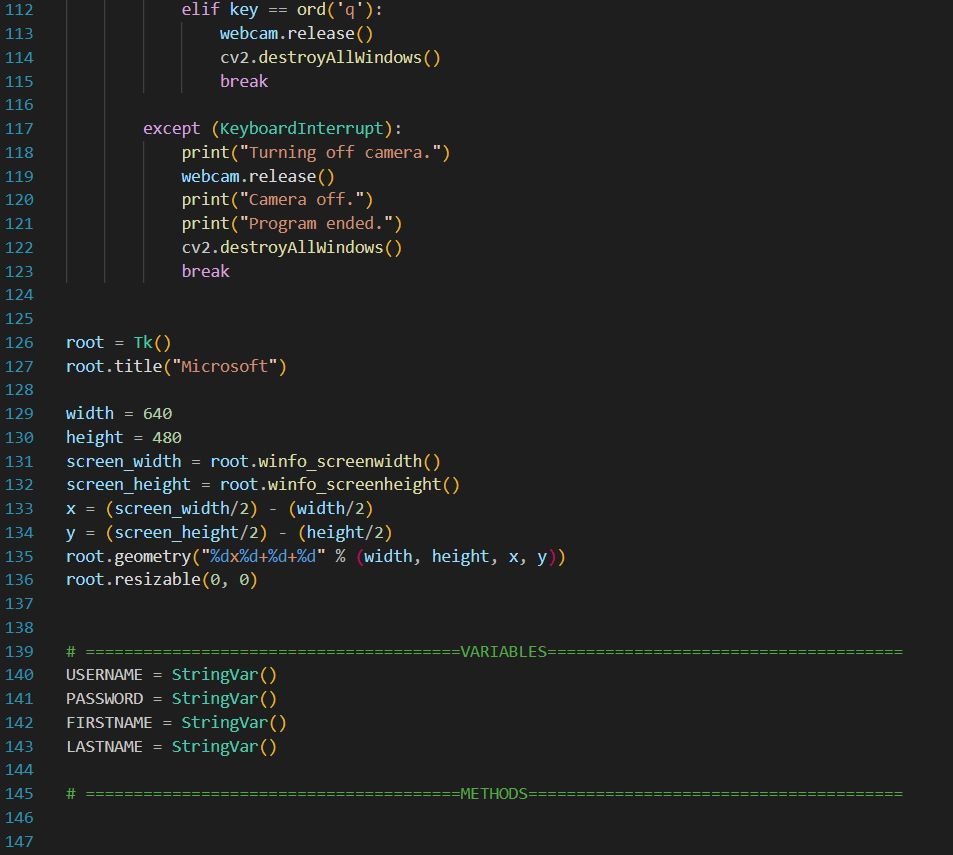 112 elif key == ord('q'):
113 webcam.release()
114 cv2.destroyAllWindows()
115 break
116
117 except (KeyboardInterrupt):
118 print("Turning off camera.")
119 webcam.release()
120 print("Camera off.")
121 print("Program ended.")
122 cv2.destroyAllWindows()
123 break
124
125
126 root = Tk()
127 root.title("Microsoft")
128
129 width = 640
130 height = 480
131 screen_width = root.winfo_screenwidth()
132 screen_height = root.winfo_screenheight()
133 x = (screen_width/2) - (width/2)
134 y = (screen_height/2) - (height/2)
135 root.geometry("%dx%d+%d+%d" % (width, height, x, y))
136 root.resizable(0, 0)
137
138
139 # =======================================VARIABLES=====================================
140 USERNAME = StringVar()
141 PASSWORD = StringVar()
142 FIRSTNAME = StringVar()
143 LASTNAME = StringVar()
144
145 # =======================================METHODS=======================================
146
147